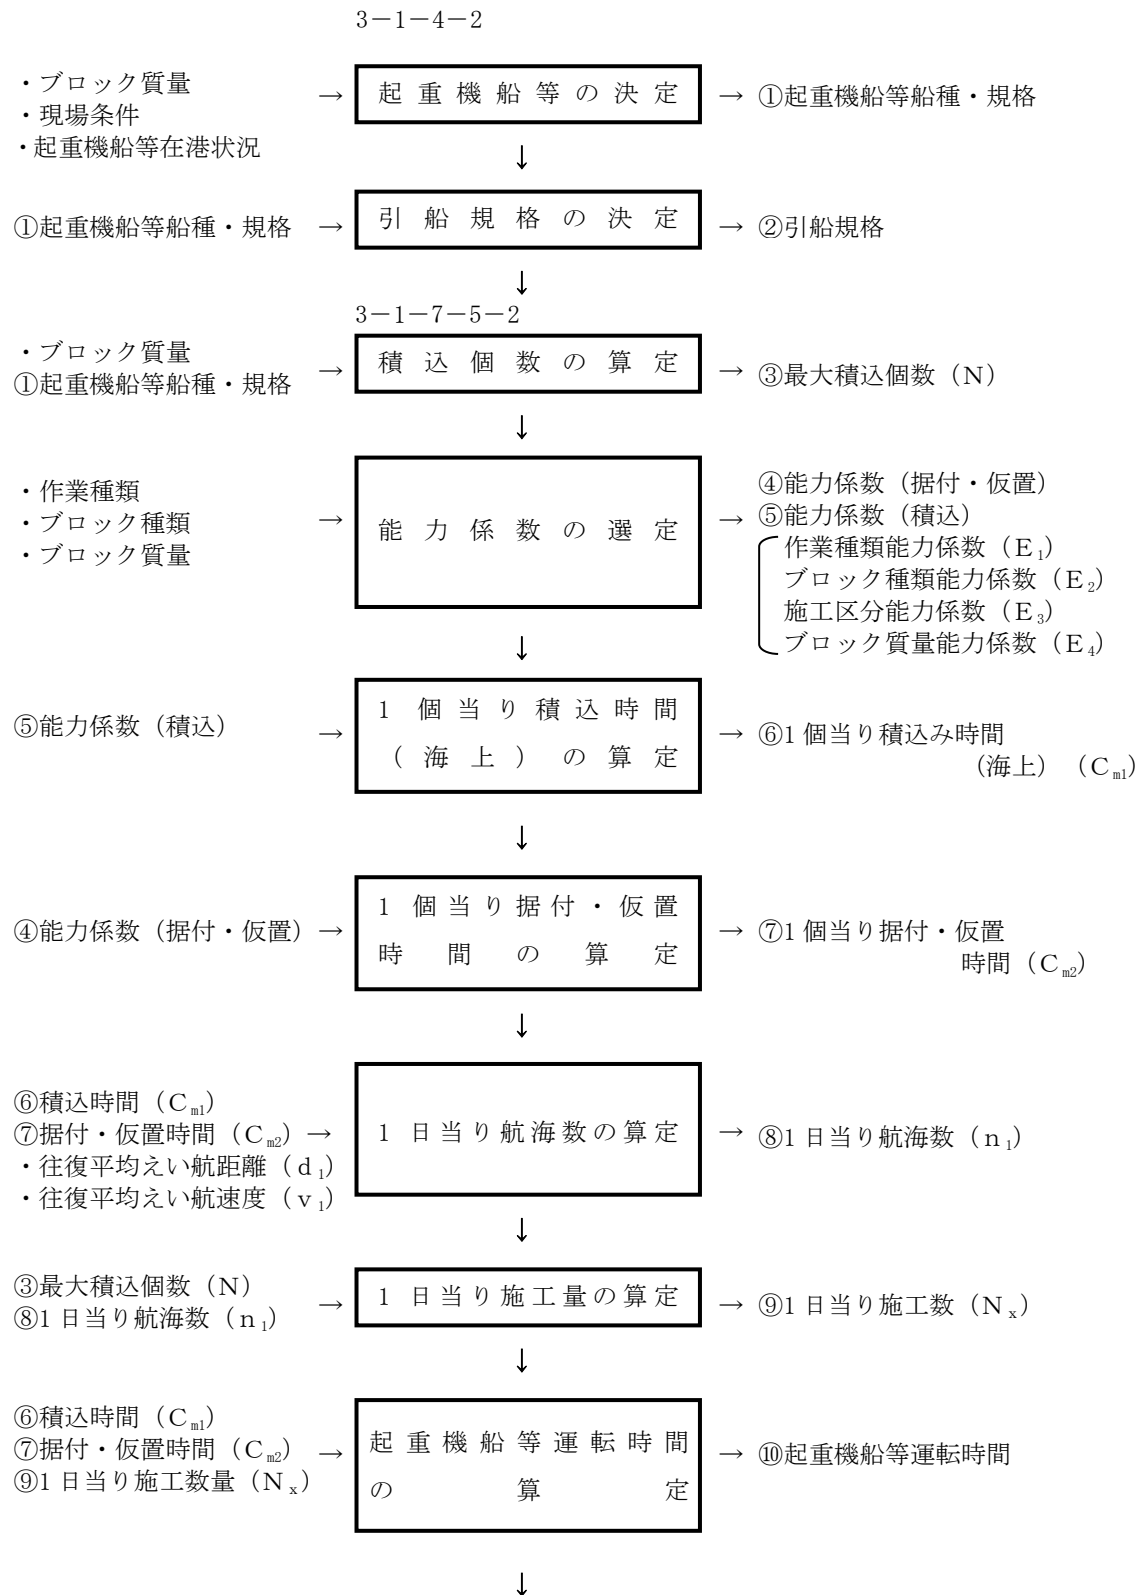 3－1－4－2
・ブロック質量
・現場条件
・起重機船等在港状況
→
起重機船等の決定
→ ①起重機船等船種・規格
↓
①起重機船等船種・規格 →
引船規格の決定
→ ②引船規格
↓
3－1－7－5－2
・ブロック質量
①起重機船等船種・規格
→
積込個数の算定
→ ③最大積込個数（N）
↓
・作業種類
・ブロック種類
・ブロック質量
→
能力係数の選定
→
④能力係数（据付・仮置）
⑤能力係数（積込）
作業種類能力係数（E₁）
ブロック種類能力係数（E₂）
施工区分能力係数（E₃）
ブロック質量能力係数（E₄）
↓
⑤能力係数（積込） →
1 個当り積込時間
（海上）の算定
→ ⑥1 個当り積込み時間
（海上）（Cm1）
↓
④能力係数（据付・仮置）→
1 個当り据付・仮置
時間の算定
→ ⑦1 個当り据付・仮置
時間（Cm2）
↓
⑥積込時間（Cm1）
⑦据付・仮置時間（Cm2）→
・往復平均えい航距離（d₁）
・往復平均えい航速度（v₁）
1 日当り航海数の算定
→ ⑧1 日当り航海数（n₁）
↓
③最大積込個数（N）
⑧1 日当り航海数（n₁）
→
1 日当り施工量の算定
→ ⑨1 日当り施工数（Nx）
↓
⑥積込時間（Cm1）
⑦据付・仮置時間（Cm2）
⑨1 日当り施工数量（Nx）
→
起重機船等運転時間
の算定
→ ⑩起重機船等運転時間
↓